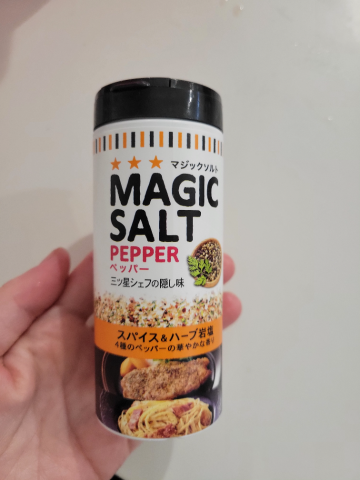 マジックソルト
MAGIC
SALT
PEPPER
ペッパー
三ツ星シェフの隠し味
スパイス&ハーブ岩塩
4種のペッパーの華やかな香り